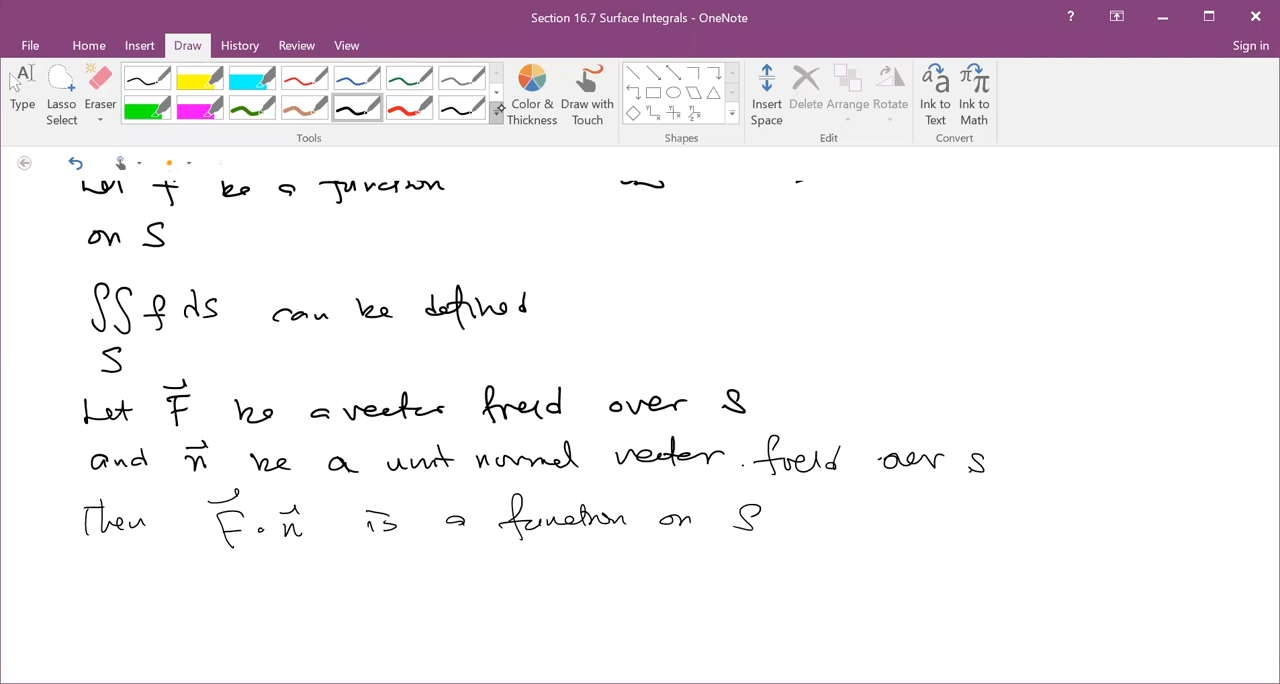 Section 16.7 Surface Integrals - OneNote
?
File Home Insert Draw History Review View Sign in
Type Lasso Select Eraser Color & Thickness Draw with Touch Insert Space Delete Arrange Rotate Ink to Text Ink to Math
Tools Shapes Edit Convert
Let f be a function
on S
∬ f dS can be defined
S
Let F⃗ be a vector field over S
and n⃗ be a unit normal vector field over S
Then F⃗ · n⃗ is a function on S